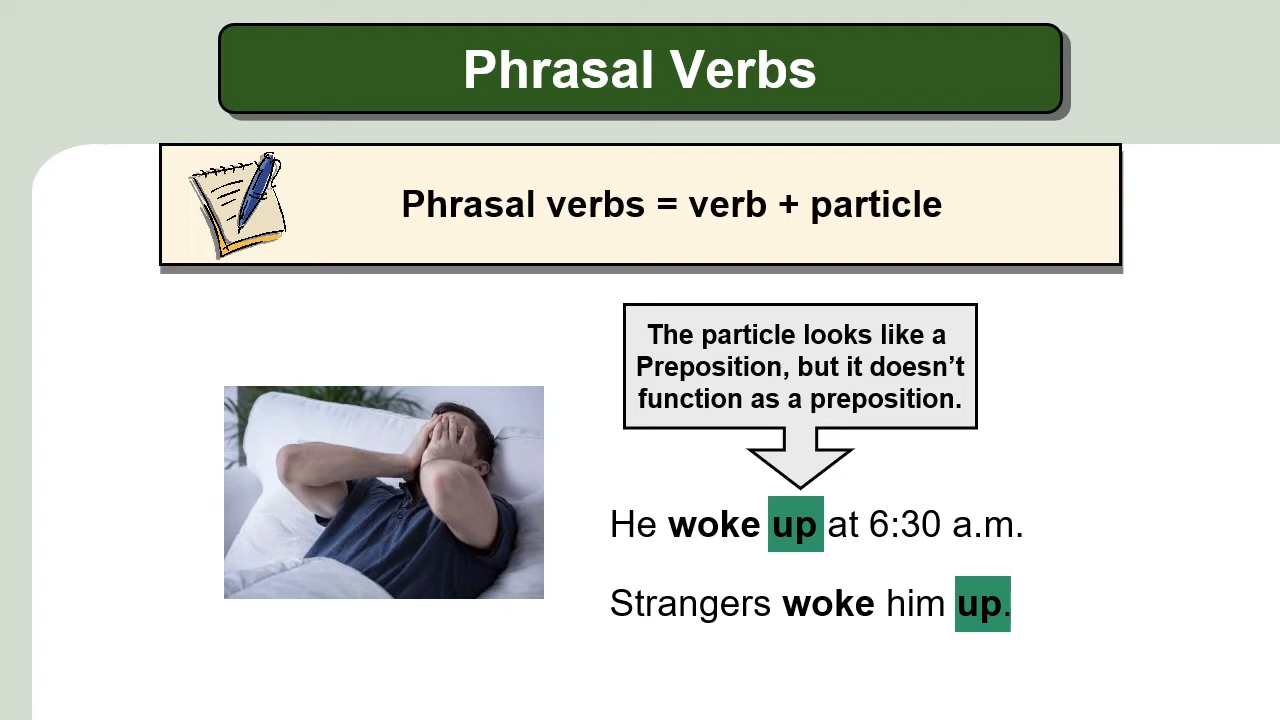 Phrasal Verbs
Phrasal verbs = verb + particle
The particle looks like a
Preposition, but it doesn’t
function as a preposition.
He woke up at 6:30 a.m.
Strangers woke him up.